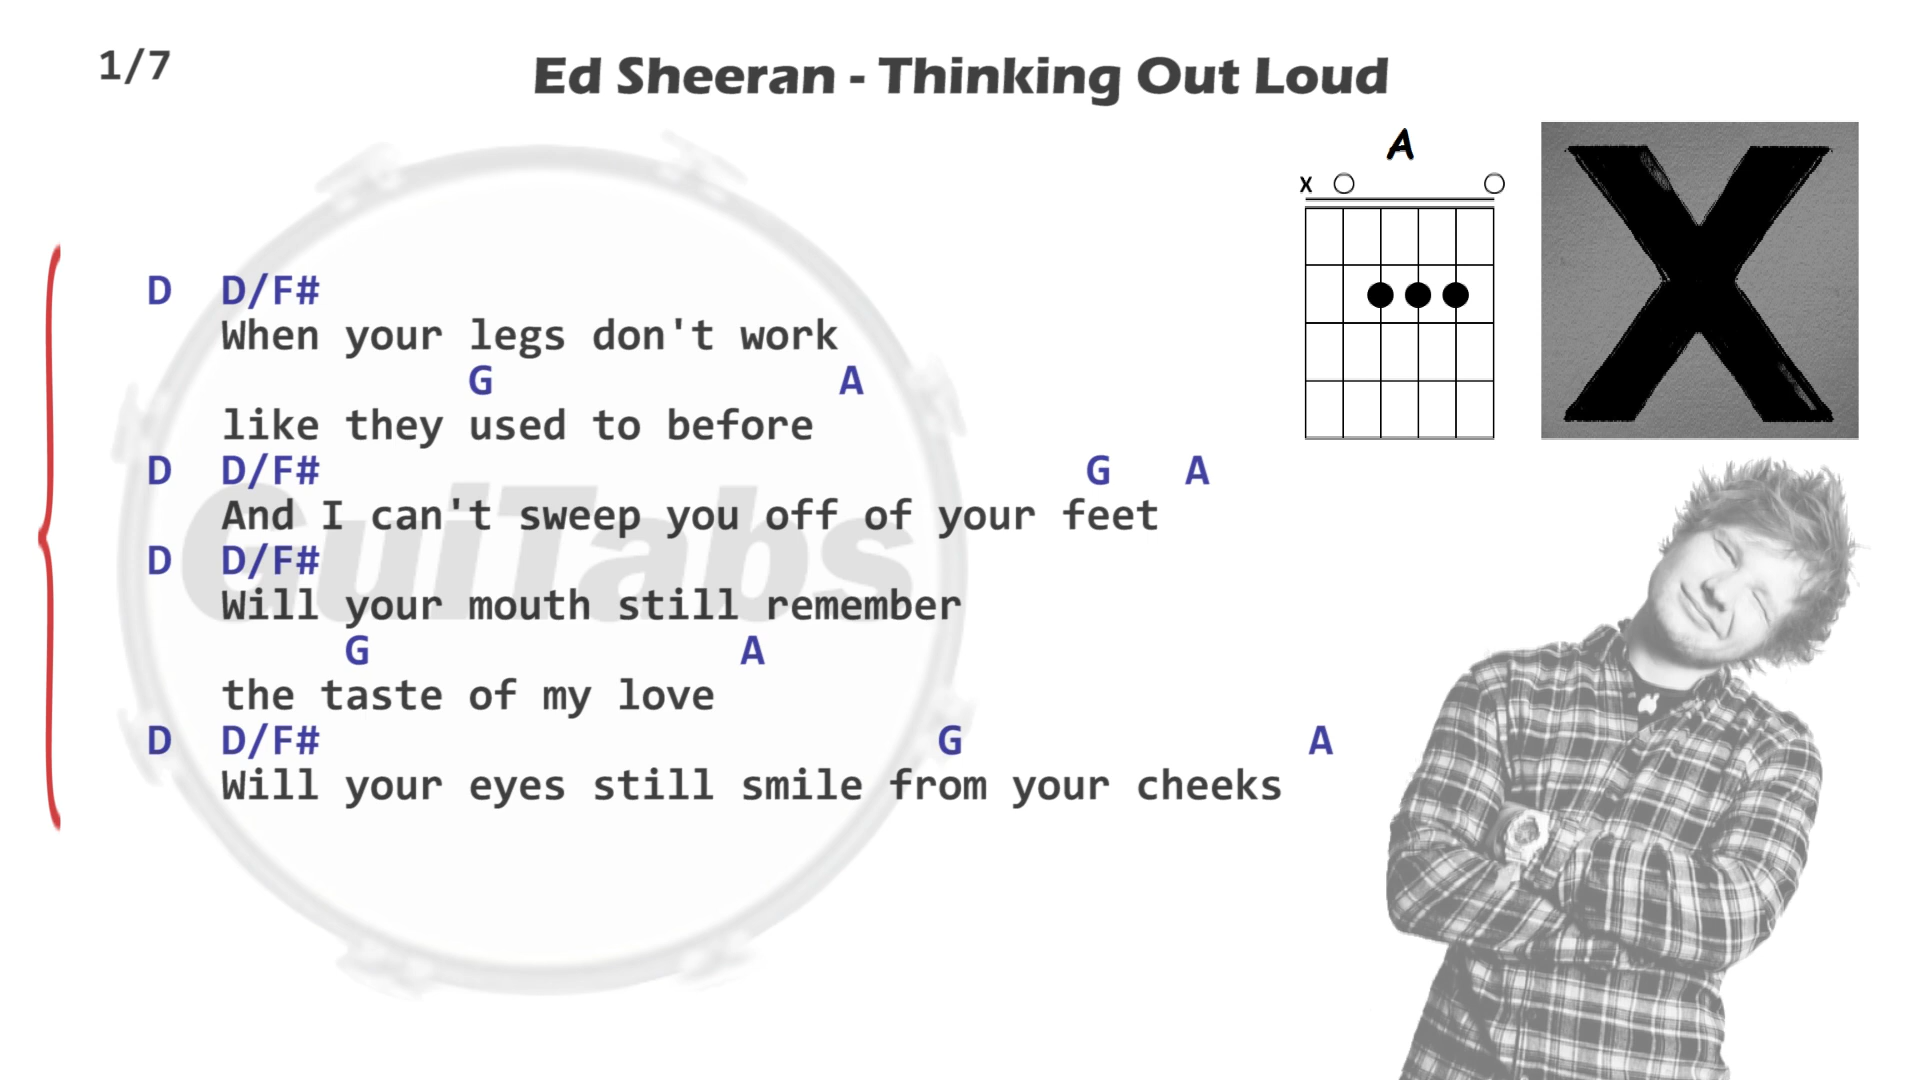 1/7
Ed Sheeran - Thinking Out Loud
A
x
X
D D/F#
When your legs don't work
G A
like they used to before
D D/F# G A
And I can't sweep you off of your feet
D D/F#
Will your mouth still remember
G A
the taste of my love
D D/F# G A
Will your eyes still smile from your cheeks
GuiTabs